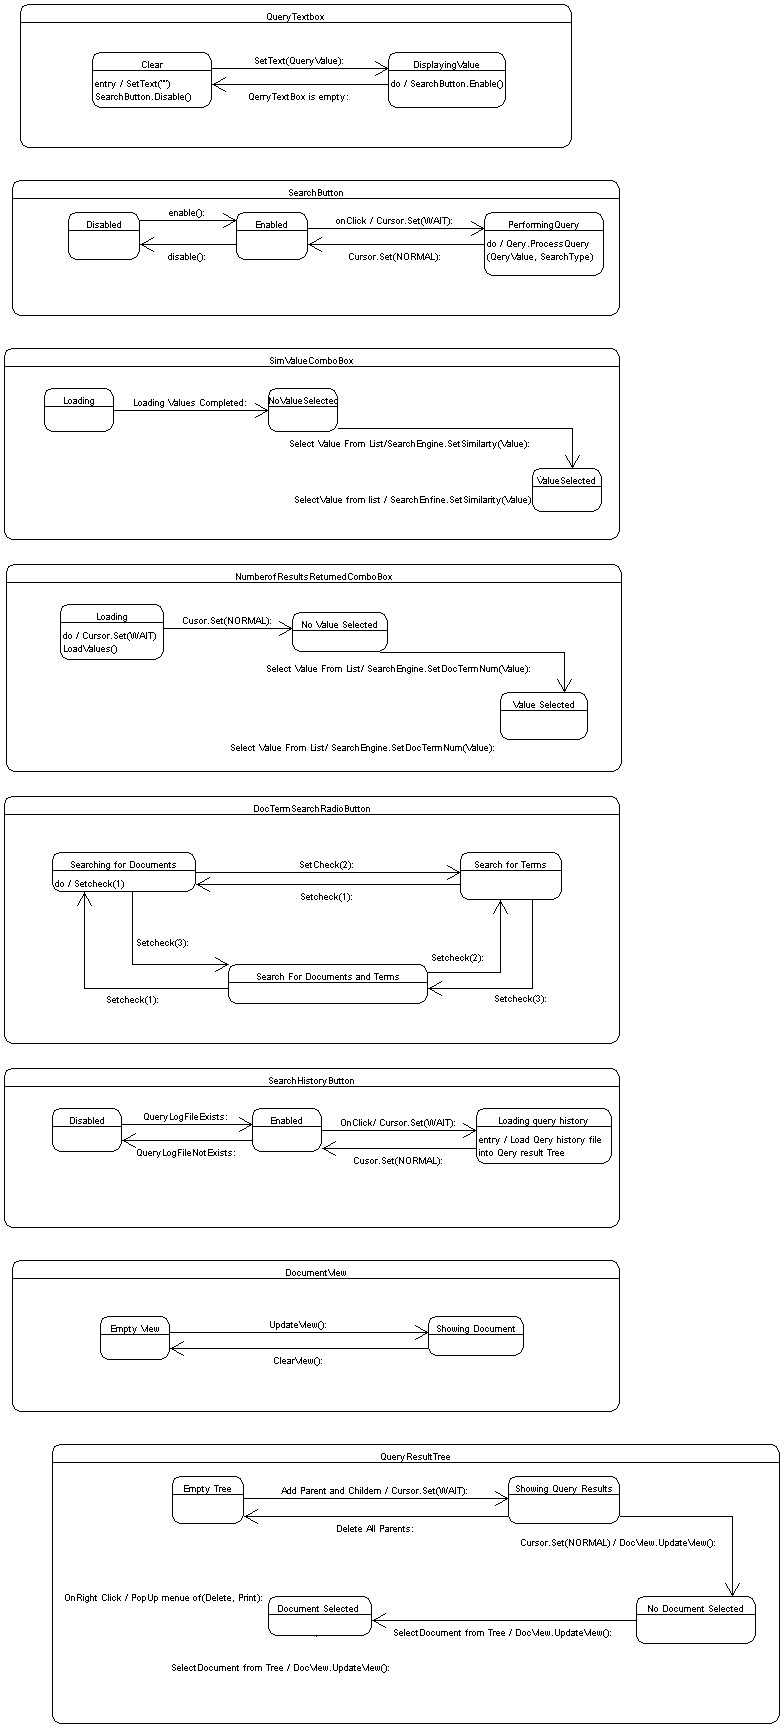 QueryTextbox
Clear
SetText(QueryValue):
DisplayingValue
entry / SetText("")
SearchButton.Disable()
do / SearchButton.Enable()
QerryTextBox is empty:
SearchButton
Disabled
enable():
Enabled
onClick / Cursor.Set(WAIT):
PerformingQuery
disable():
Cursor.Set(NORMAL):
do / Qery.ProcessQuery
(QeryValue, SearchType)
SimValueComboBox
Loading
Loading Values Completed:
NoValueSelected
Select Value From List/SearchEngine.SetSimilarty(Value):
ValueSelected
SelectValue from list / SearchEnfine.SetSimilarity(Value)
NumberofResultsReturnedComboBox
Loading
do / Cursor.Set(WAIT)
LoadValues()
Cusor.Set(NORMAL):
No Value Selected
Select Value From List/ SearchEngine.SetDocTermNum(Value):
Value Selected
Select Value From List/ SearchEngine.SetDocTermNum(Value):
DocTermSearchRadioButton
Searching for Documents
do / Setcheck(1)
SetCheck(2):
Search for Terms
Setcheck(1):
Setcheck(3):
Setcheck(2):
Search For Documents and Terms
Setcheck(1):
Setcheck(3):
SearchHistoryButton
Disabled
QueryLogFileExists:
Enabled
OnClick/ Cursor.Set(WAIT):
Loading query history
QueryLogFileNotExists:
Cusor.Set(NORMAL):
entry / Load Qery history file
into Qery result Tree
DocumentView
Empty View
UpdateView():
Showing Document
ClearView():
QueryResultTree
Empty Tree
Add Parent and Childern / Cursor.Set(WAIT):
Showing Query Results
Delete All Parents:
Cursor.Set(NORMAL) / DocView.UpdateView():
OnRight Click / PopUp menue of(Delete, Print):
Document Selected
No Document Selected
SelectDocument from Tree / DocView.UpdateView():
SelectDocument from Tree / DocView.UpdateView():